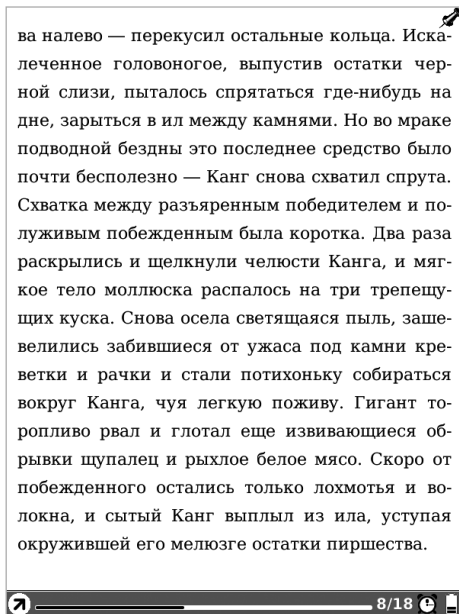 ва налево — перекусил остальные кольца. Иска-
леченное головоногое, выпустив остатки чер-
ной слизи, пыталось спрятаться где-нибудь на
дне, зарыться в ил между камнями. Но во мраке
подводной бездны это последнее средство было
почти бесполезно — Канг снова схватил спрута.
Схватка между разъяренным победителем и по-
луживым побежденным была коротка. Два раза
раскрылись и щелкнули челюсти Канга, и мяг-
кое тело моллюска распалось на три трепещу-
щих куска. Снова осела светящаяся пыль, заше-
велились забившиеся от ужаса под камни кре-
ветки и рачки и стали потихоньку собираться
вокруг Канга, чуя легкую поживу. Гигант то-
ропливо рвал и глотал еще извивающиеся об-
рывки щупалец и рыхлое белое мясо. Скоро от
побежденного остались только лохмотья и во-
локна, и сытый Канг выплыл из ила, уступая
окружившей его мелюзге остатки пиршества.
8/18